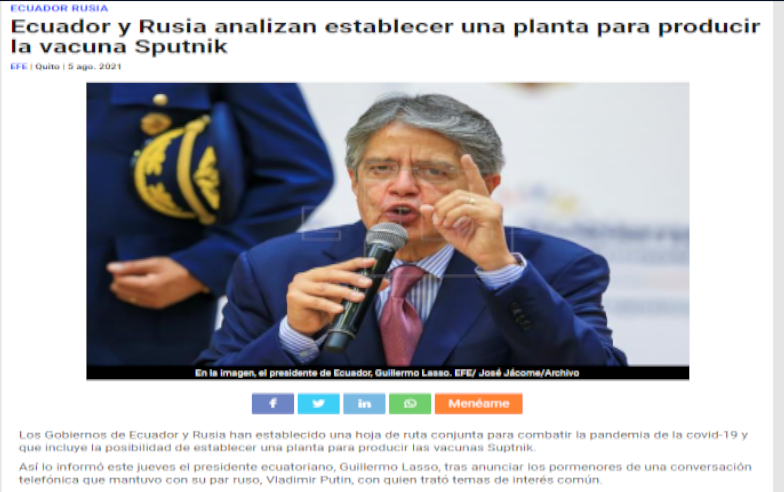 ECUADOR RUSIA
Ecuador y Rusia analizan establecer una planta para producir
la vacuna Sputnik
EFE | Quito | 5 ago. 2021
En la imagen, el presidente de Ecuador, Guillermo Lasso. EFE/ José Jácome/Archivo
Menéame
Los Gobiernos de Ecuador y Rusia han establecido una hoja de ruta conjunta para combatir la pandemia de la covid-19 y
que incluye la posibilidad de establecer una planta para producir las vacunas Suptnik.
Así lo informó este jueves el presidente ecuatoriano, Guillermo Lasso, tras anunciar los pormenores de una conversación
telefónica que mantuvo con su par ruso, Vladimir Putin, con quien trató temas de interés común.